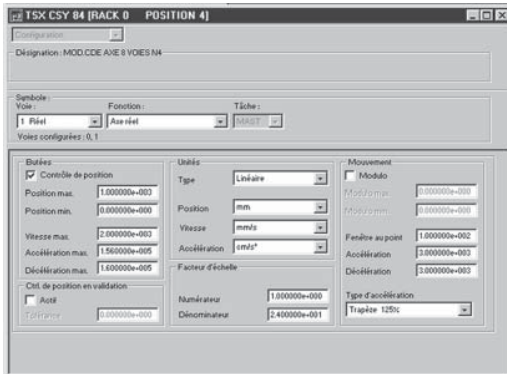 TSX CSY 84 [RACK 0 POSITION 4]
Configuration
Désignation : MOD.CDE AXE 8 VOIES N4
Symbole :
Voie : Fonction : Tâche :
1 Réel Axe réel MAST
Voies configurées : 0, 1
Butées
Contrôle de position
Position max. 1.000000e+003
Position min. 0.000000e+000
Vitesse max. 2.000000e+003
Accélération max. 1.560000e+005
Décélération max. 1.600000e+005
Ctrl. de position en validation
Actif
Tolérance 0.000000e+000
Unités
Type Linéaire
Position mm
Vitesse mm/s
Accélération cm/s²
Facteur d'échelle
Numérateur 1.000000e+000
Dénominateur 2.400000e+001
Mouvement
Modulo
Modulo max. 0.000000e+000
Modulo min. 0.000000e+000
Fenêtre au point 1.000000e+002
Accélération 3.000000e+003
Décélération 3.000000e+003
Type d'accélération
Trapèze 125%